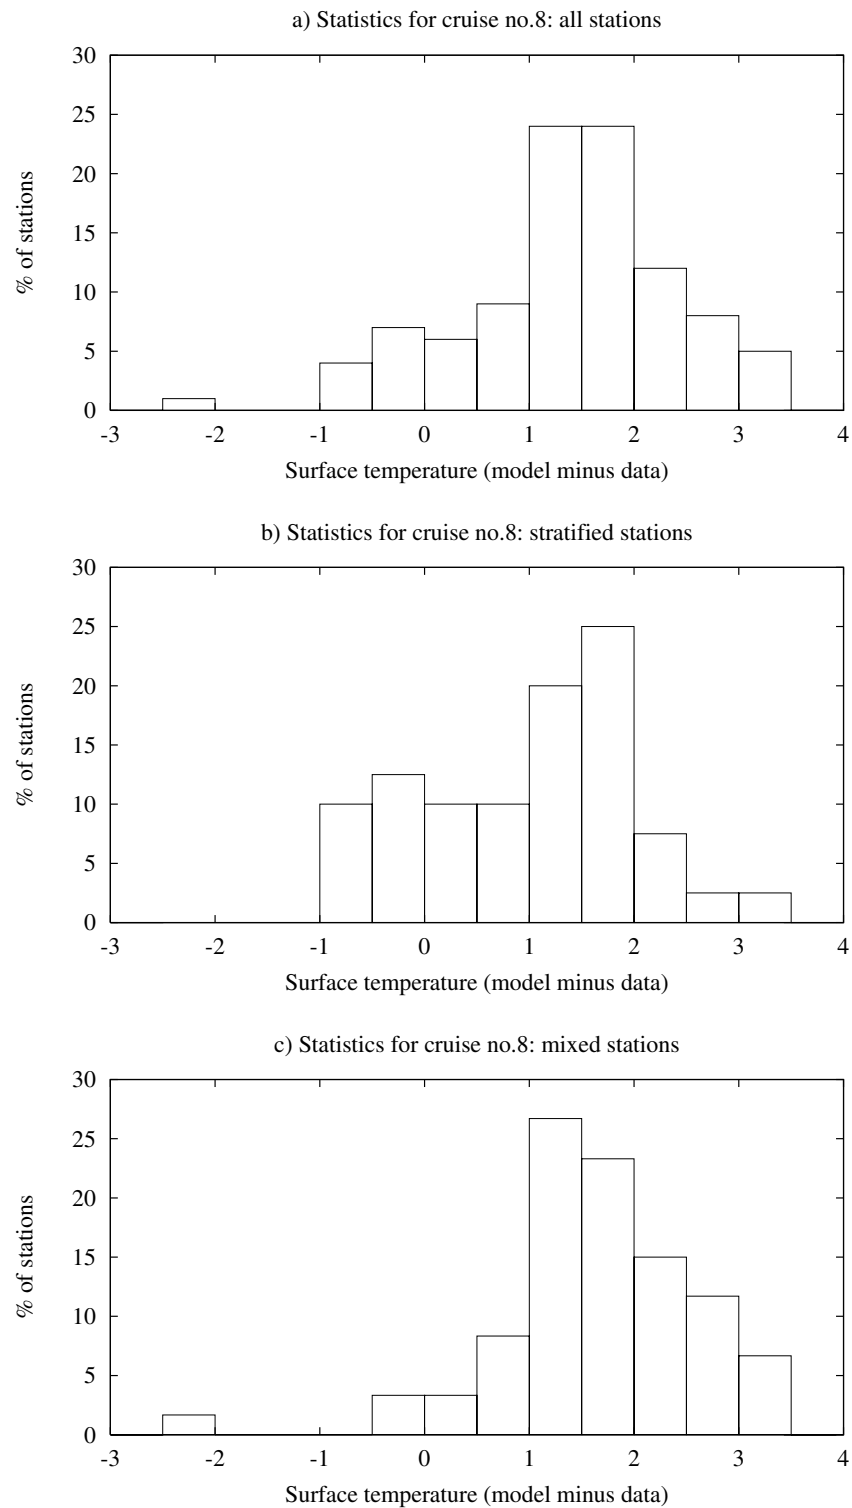 a) Statistics for cruise no.8: all stations
30
25
20
15
10
5
0
% of stations
-3 -2 -1 0 1 2 3 4
Surface temperature (model minus data)
b) Statistics for cruise no.8: stratified stations
30
25
20
15
10
5
0
% of stations
-3 -2 -1 0 1 2 3 4
Surface temperature (model minus data)
c) Statistics for cruise no.8: mixed stations
30
25
20
15
10
5
0
% of stations
-3 -2 -1 0 1 2 3 4
Surface temperature (model minus data)